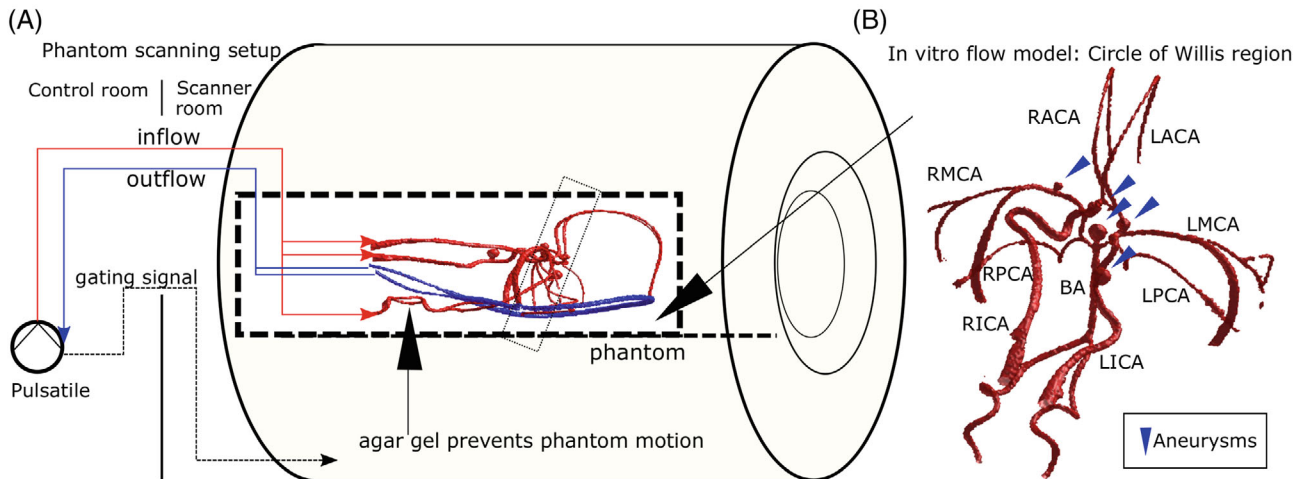 (A)
Phantom scanning setup
Control room
Scanner
room
inflow
outflow
gating signal
Pulsatile
phantom
agar gel prevents phantom motion
(B)
In vitro flow model: Circle of Willis region
RACA
LACA
RMCA
LMCA
RPCA
BA
LPCA
RICA
LICA
Aneurysms